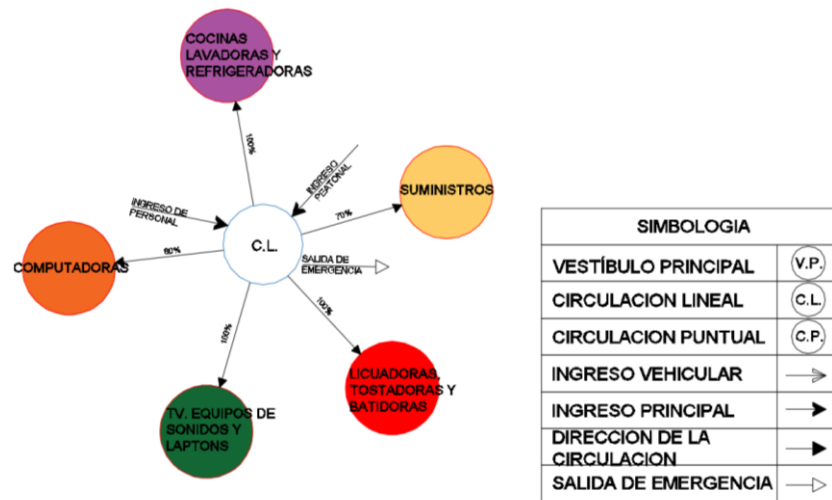 COCINAS
LAVADORAS Y
REFRIGERADORAS
100%
INGRESO
PEATONAL
SUMINISTROS
70%
INGRESO DE
PERSONAL
C.L.
SALIDA DE
EMERGENCIA
COMPUTADORAS
80%
100%
100%
LICUADORAS,
TOSTADORAS Y
BATIDORAS
TV. EQUIPOS DE
SONIDOS Y
LAPTONS
SIMBOLOGIA
VESTÍBULO PRINCIPAL V.P.
CIRCULACION LINEAL C.L.
CIRCULACION PUNTUAL C.P.
INGRESO VEHICULAR
INGRESO PRINCIPAL
DIRECCION DE LA
CIRCULACION
SALIDA DE EMERGENCIA